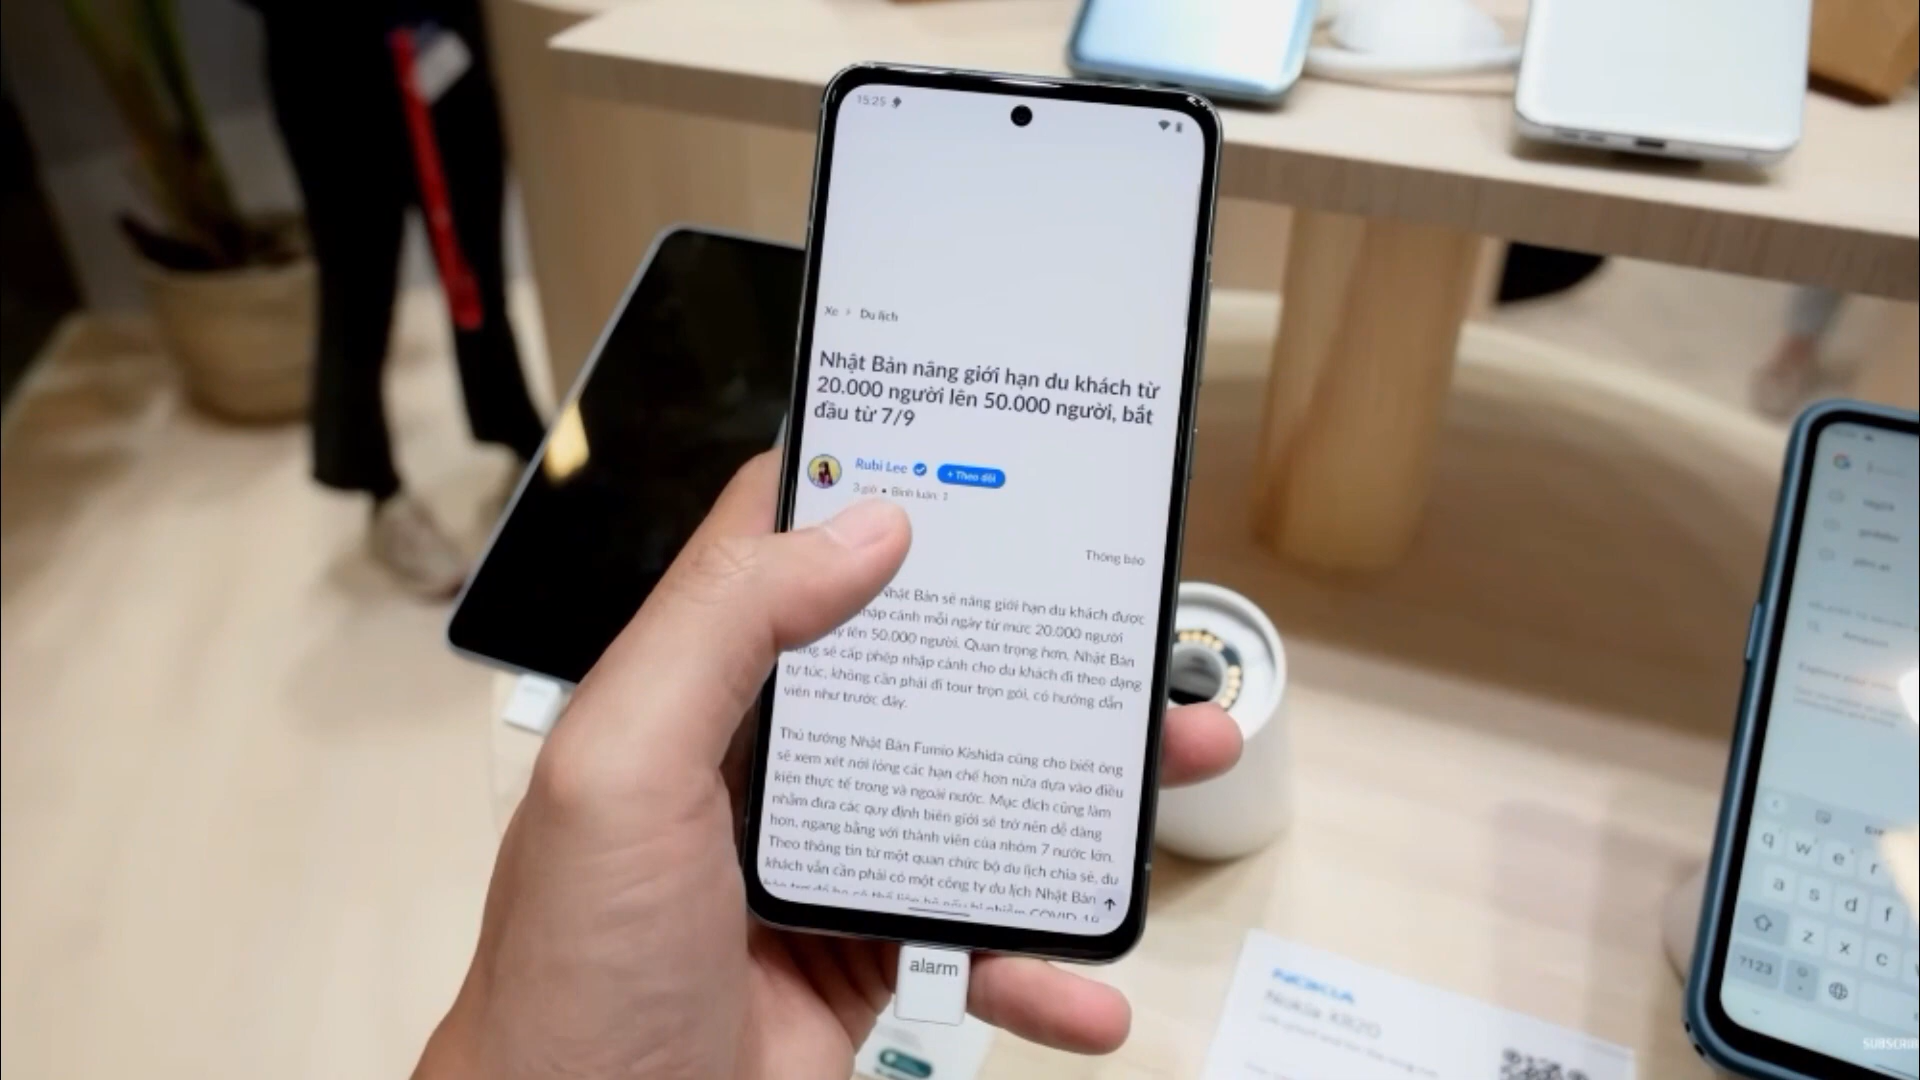 15:25
Xe › Du lịch
Nhật Bản nâng giới hạn du khách từ
20.000 người lên 50.000 người, bắt
đầu từ 7/9
Rubi Lee
+ Theo dõi
3 giờ • Bình luận: 1
Thông báo
Nhật Bản sẽ nâng giới hạn du khách được
nhập cảnh mỗi ngày từ mức 20.000 người
lên 50.000 người. Quan trọng hơn, Nhật Bản
sẽ cấp phép nhập cảnh cho du khách đi theo dạng
tự túc, không cần phải đi tour trọn gói, có hướng dẫn
viên như trước đây.
Thủ tướng Nhật Bản Fumio Kishida cũng cho biết ông
sẽ xem xét nới lỏng các hạn chế hơn nữa dựa vào điều
kiện thực tế trong và ngoài nước. Mục đích cũng làm
nhằm đưa các quy định biên giới sẽ trở nên dễ dàng
hơn, ngang bằng với thành viên của nhóm 7 nước lớn.
Theo thông tin từ một quan chức bộ du lịch chia sẻ, du
khách vẫn cần phải có một công ty du lịch Nhật Bản
alarm
NOKIA
Nokia XR20
q w e r
a s d f
z x c
?123
SUBSCRIB